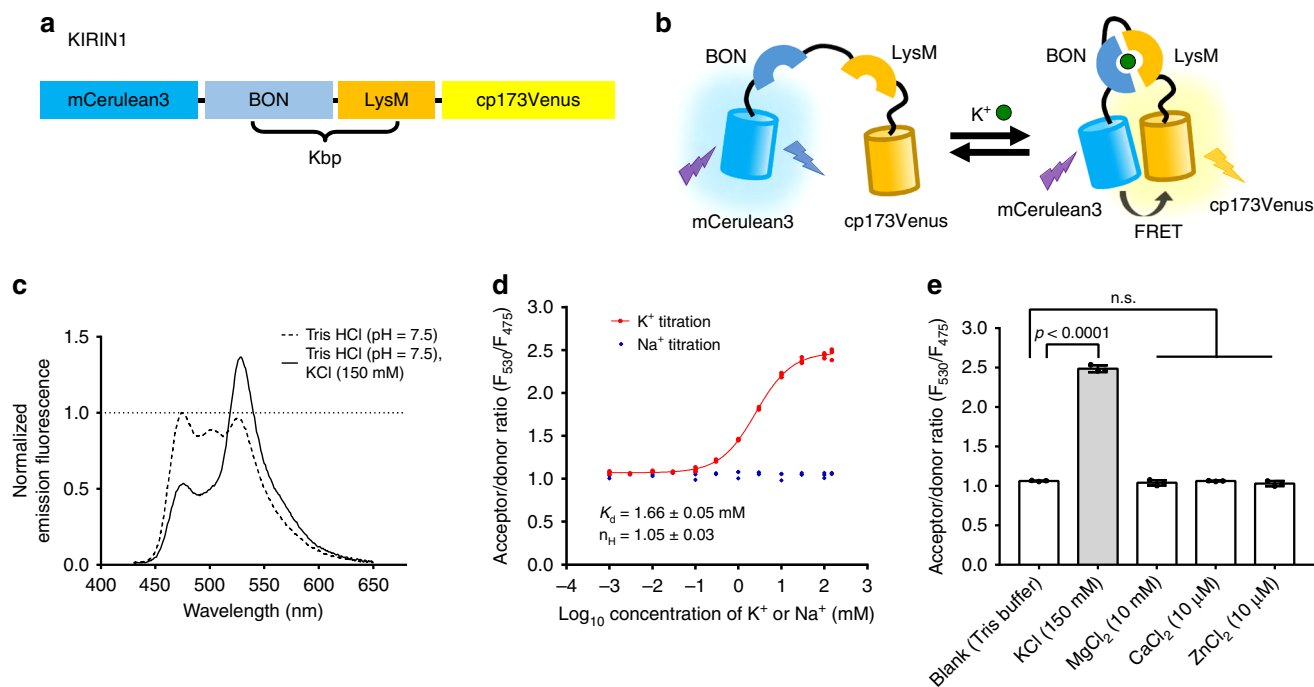 a
KIRIN1
mCerulean3 BON LysM cp173Venus
Kbp
b
BON LysM
mCerulean3 cp173Venus
K⁺
BON LysM
mCerulean3 cp173Venus
FRET
c
Normalized
emission fluorescence
1.5
1.0
0.5
0.0
400 450 500 550 600 650
Wavelength (nm)
Tris HCl (pH = 7.5)
Tris HCl (pH = 7.5),
KCl (150 mM)
d
Acceptor/donor ratio (F₅₃₀/F₄₇₅)
3.0
2.5
2.0
1.5
1.0
0.5
0.0
K⁺ titration
Na⁺ titration
K_d = 1.66 ± 0.05 mM
n_H = 1.05 ± 0.03
−4 −3 −2 −1 0 1 2 3
Log₁₀ concentration of K⁺ or Na⁺ (mM)
e
Acceptor/donor ratio (F₅₃₀/F₄₇₅)
n.s.
p < 0.0001
3.0
2.5
2.0
1.5
1.0
0.5
0.0
Blank (Tris buffer)
KCl (150 mM)
MgCl₂ (10 mM)
CaCl₂ (10 μM)
ZnCl₂ (10 μM)